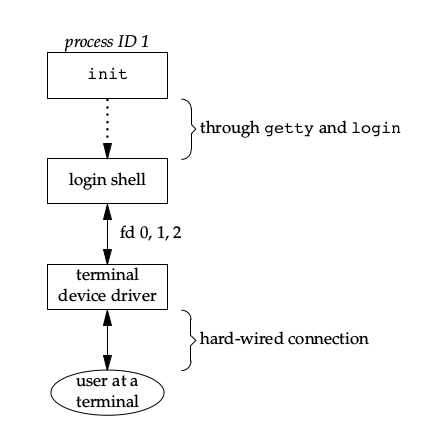 process ID 1
init
through getty and login
login shell
fd 0, 1, 2
terminal
device driver
hard-wired connection
user at a
terminal